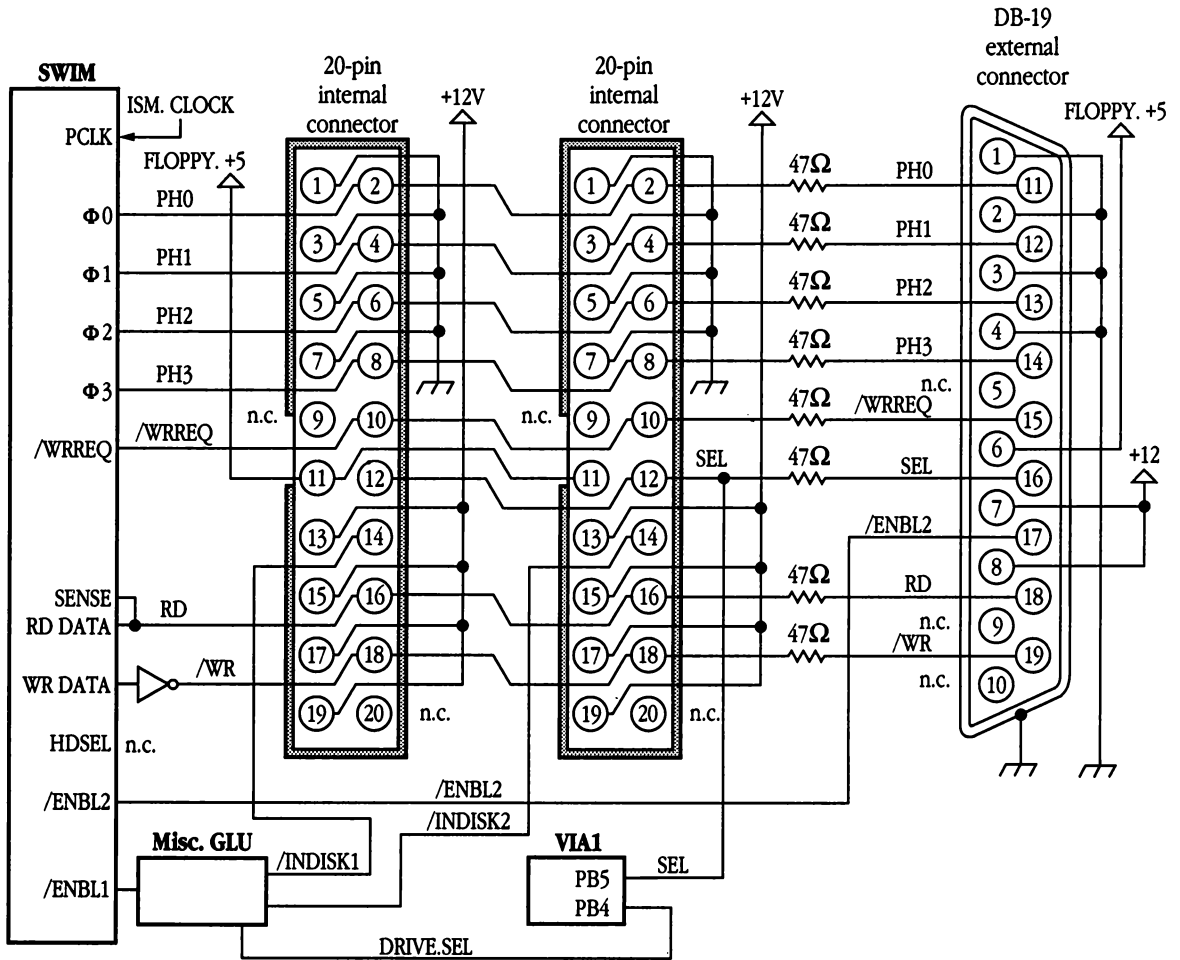 DB-19
external
connector
SWIM
20-pin
internal
connector
20-pin
internal
connector
+12V
+12V
FLOPPY. +5
ISM. CLOCK
PCLK
FLOPPY. +5
1
2
3
4
5
6
7
8
9
10
11
12
13
14
15
16
17
18
19
20
n.c.
n.c.
1
2
3
4
5
6
7
8
9
10
11
12
13
14
15
16
17
18
19
20
n.c.
n.c.
Φ0
PH0
Φ1
PH1
Φ2
PH2
Φ3
PH3
/WRREQ
/WRREQ
SENSE
RD DATA
RD
WR DATA
/WR
HDSEL
n.c.
/ENBL2
/ENBL1
47Ω
PH0
47Ω
PH1
47Ω
PH2
47Ω
PH3
n.c.
47Ω
/WRREQ
SEL
47Ω
SEL
/ENBL2
47Ω
RD
n.c.
47Ω
/WR
n.c.
1
11
2
12
3
13
4
14
5
15
6
16
7
17
8
18
9
19
10
+12
/ENBL2
/INDISK2
Misc. GLU
/INDISK1
VIA1
PB5
PB4
SEL
DRIVE.SEL